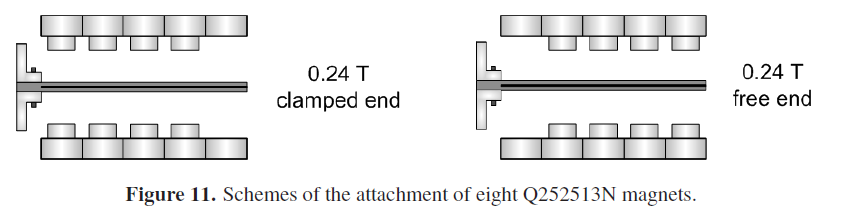 0.24 T
clamped end
0.24 T
free end
Figure 11. Schemes of the attachment of eight Q252513N magnets.